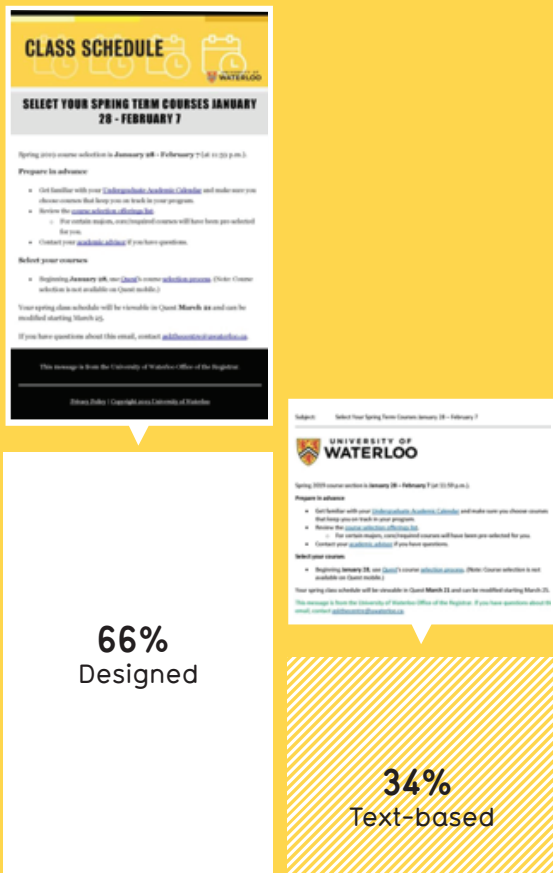 CLASS SCHEDULE
UNIVERSITY OF
WATERLOO
SELECT YOUR SPRING TERM COURSES JANUARY
28 - FEBRUARY 7
Spring 2019 course selection is January 28 - February 7 (at 11:59 p.m.).
Prepare in advance
Get familiar with your Undergraduate Academic Calendar and make sure you
choose courses that keep you on track in your program.
Review the course selection offerings list.
For certain majors, core/required courses will have been pre-selected
for you.
Contact your academic advisor if you have questions.
Select your courses
Beginning January 28, use Quest's course selection process. (Note: Course
selection is not available on Quest mobile.)
Your spring class schedule will be viewable in Quest March 21 and can be
modified starting March 25.
If you have questions about this email, contact askthecentre@uwaterloo.ca.
This message is from the University of Waterloo Office of the Registrar.
Privacy Policy | Copyright 2019 University of Waterloo
66%
Designed
Subject: Select Your Spring Term Courses January 28 – February 7
UNIVERSITY OF
WATERLOO
Spring 2019 course section is January 28 – February 7 (at 11:59 p.m.).
Prepare in advance
Get familiar with your Undergraduate Academic Calendar and make sure you choose courses
that keep you on track in your program.
Review the course selection offerings list.
For certain majors, core/required courses will have been pre-selected for you.
Contact your academic advisor if you have questions.
Select your courses
Beginning January 28, use Quest's course selection process. (Note: Course selection is not
available on Quest mobile.)
Your spring class schedule will be viewable in Quest March 21 and can be modified starting March 25.
This message is from the University of Waterloo Office of the Registrar. If you have questions about this
email, contact askthecentre@uwaterloo.ca
34%
Text-based